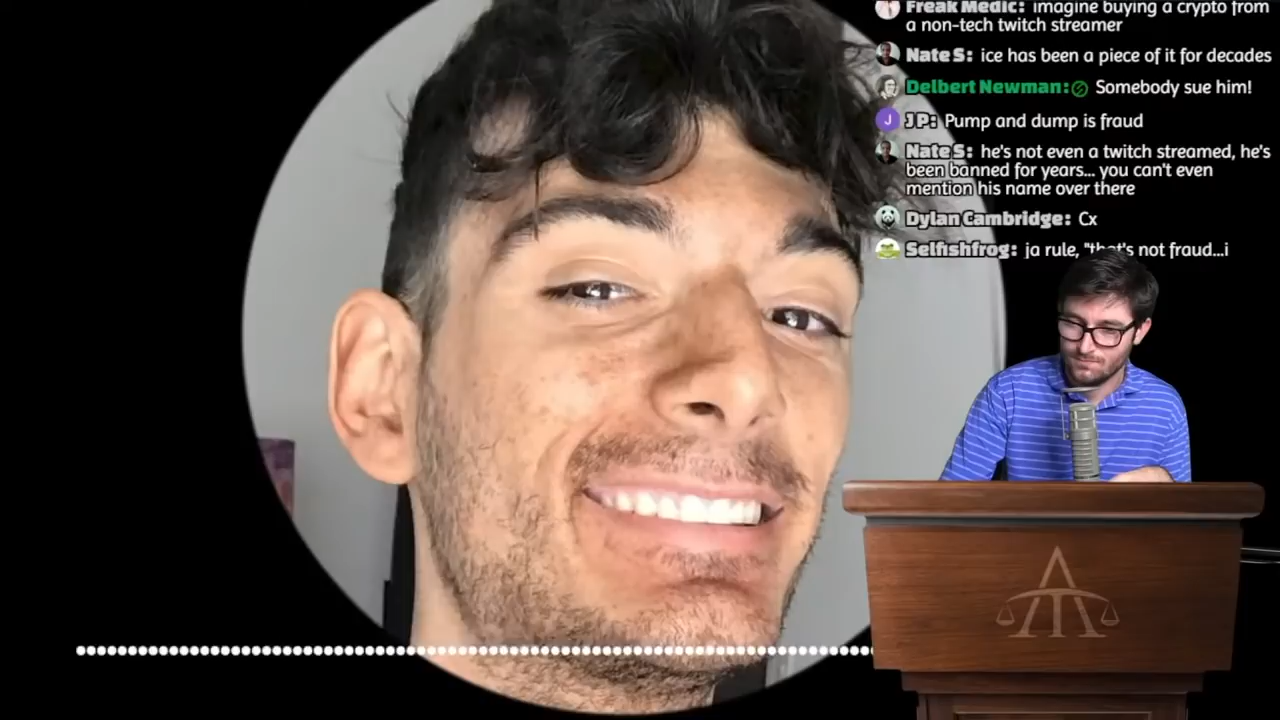 Freak Medic: imagine buying a crypto from
a non-tech twitch streamer
Nate S: ice has been a piece of it for decades
Delbert Newman: Somebody sue him!
J
J P: Pump and dump is fraud
Nate S: he's not even a twitch streamed, he's
been banned for years... you can't even
mention his name over there
Dylan Cambridge: Cx
Selfishfrog: ja rule, "that's not fraud...i